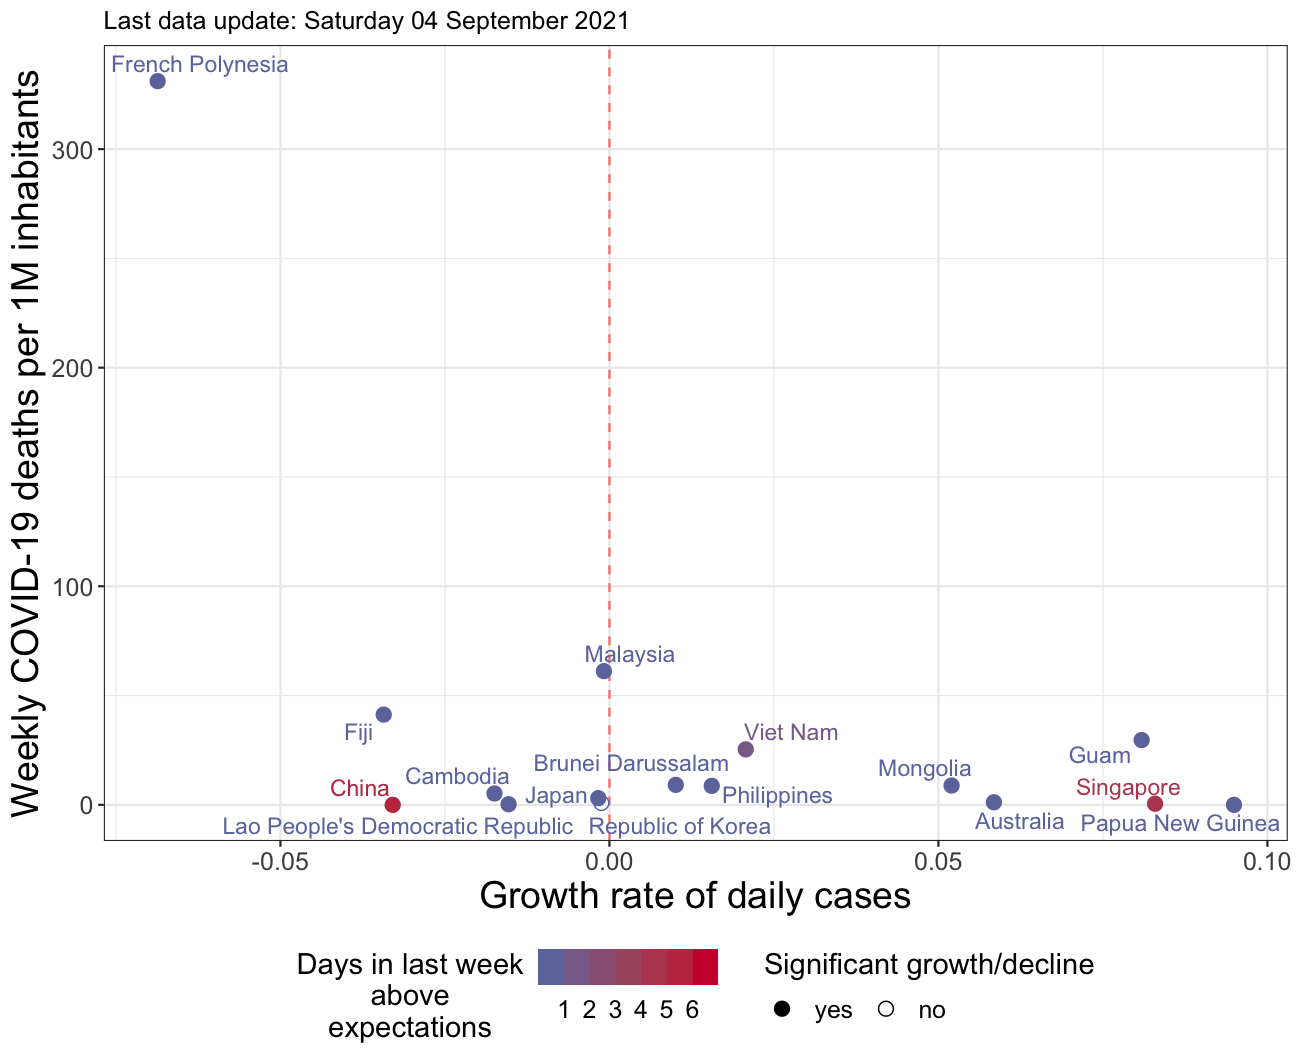 Last data update: Saturday 04 September 2021
French Polynesia
Weekly COVID-19 deaths per 1M inhabitants
300
200
100
Malaysia
Fiji
Viet Nam
Guam
Brunei Darussalam
Mongolia
Cambodia
China
Singapore
Japan
Philippines
0
Australia
Papua New Guinea
Lao People's Democratic Republic
Republic of Korea
-0.05
0.00
0.05
0.10
Growth rate of daily cases
Days in last week
above
expectations
1 2 3 4 5 6
Significant growth/decline
yes
no